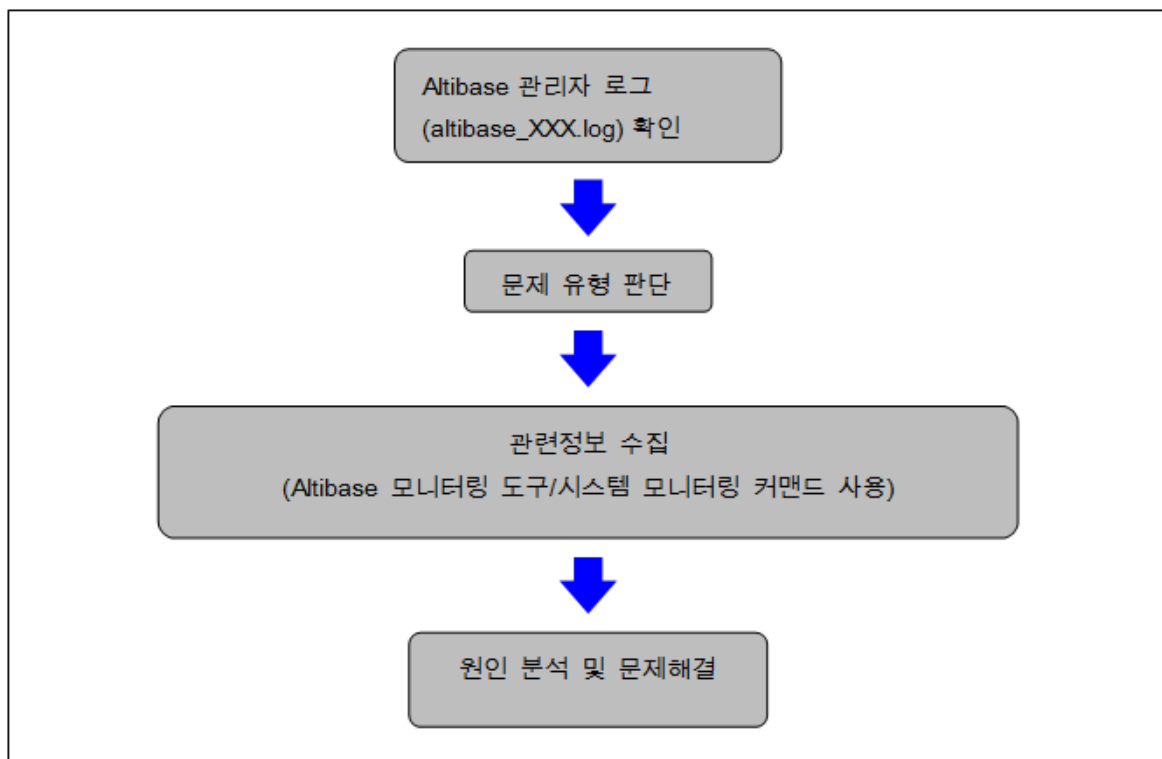 Altibase 관리자 로그
(altibase_XXX.log) 확인
문제 유형 판단
관련정보 수집
(Altibase 모니터링 도구/시스템 모니터링 커맨드 사용)
원인 분석 및 문제해결